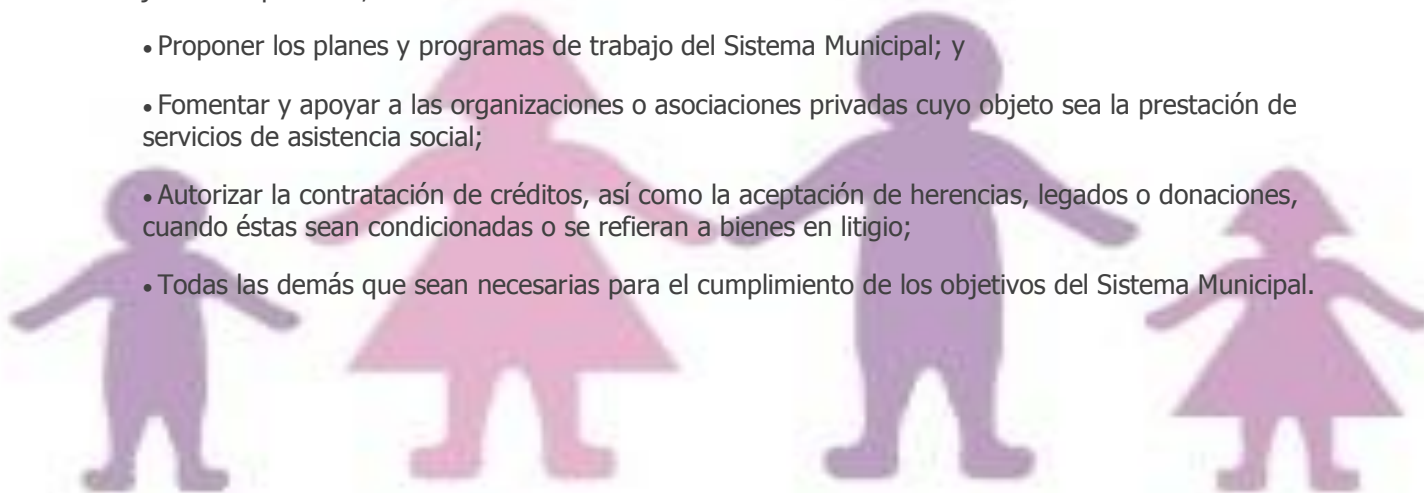 • Proponer los planes y programas de trabajo del Sistema Municipal; y
• Fomentar y apoyar a las organizaciones o asociaciones privadas cuyo objeto sea la prestación de
servicios de asistencia social;
• Autorizar la contratación de créditos, así como la aceptación de herencias, legados o donaciones,
cuando éstas sean condicionadas o se refieran a bienes en litigio;
• Todas las demás que sean necesarias para el cumplimiento de los objetivos del Sistema Municipal.